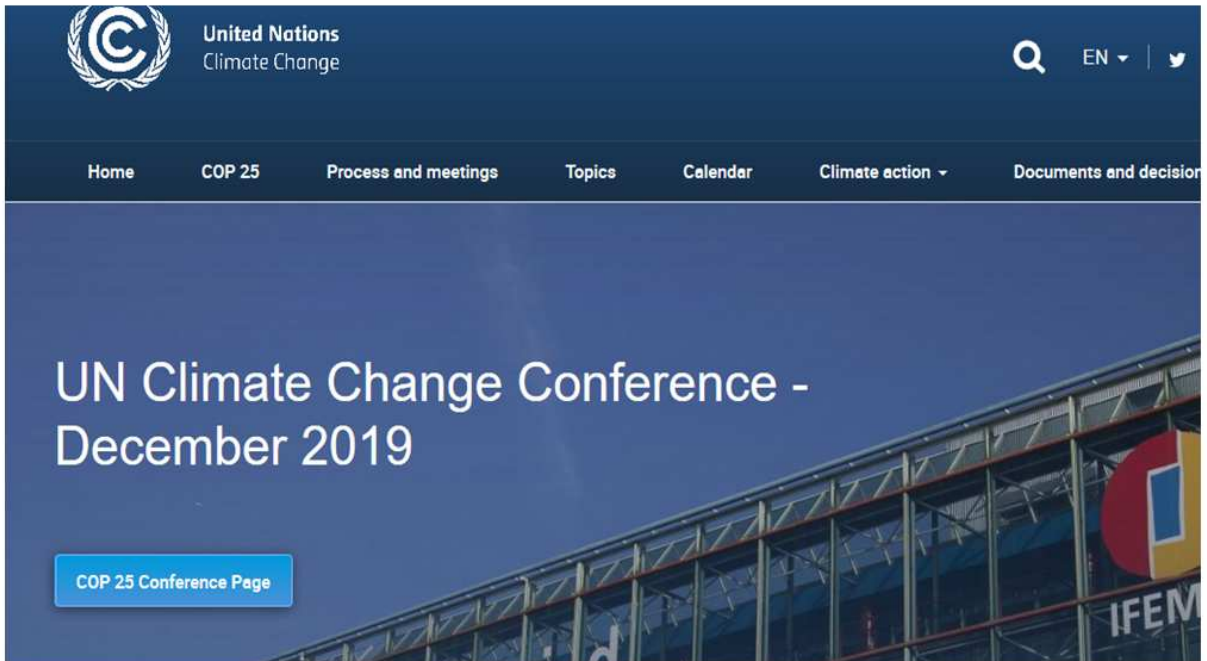 United Nations
Climate Change
EN
Home COP 25 Process and meetings Topics Calendar Climate action Documents and decision
UN Climate Change Conference -
December 2019
COP 25 Conference Page
IFEM